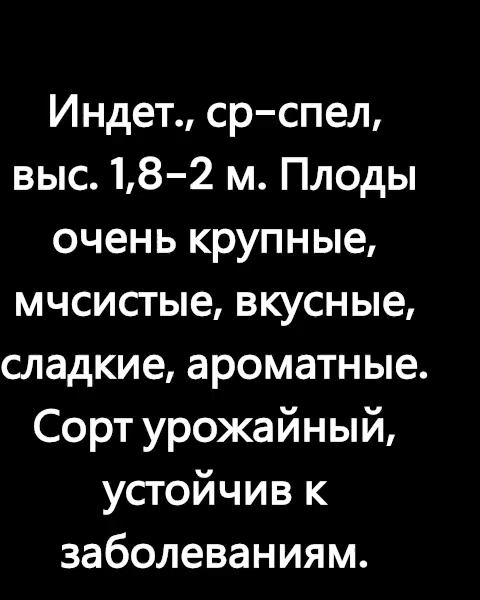 Индет., ср-спел,
выс. 1,8-2 м. Плоды
очень крупные,
мчсистые, вкусные,
сладкие, ароматные.
Сорт урожайный,
устойчив к
заболеваниям.